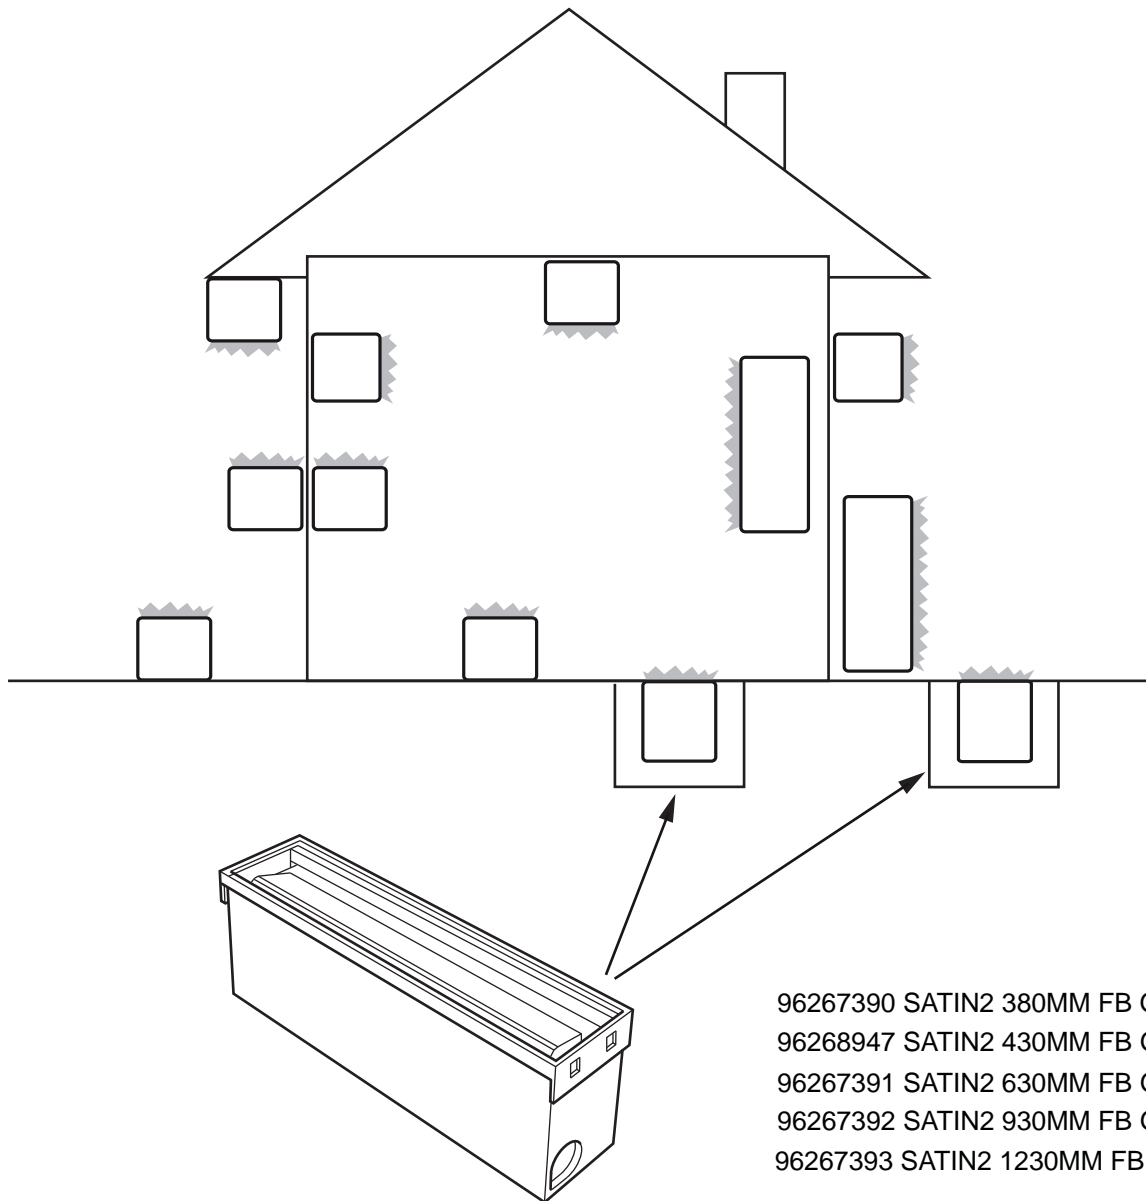 96267390 SATIN2 380MM FB
96268947 SATIN2 430MM FB
96267391 SATIN2 630MM FB
96267392 SATIN2 930MM FB
96267393 SATIN2 1230MM FB